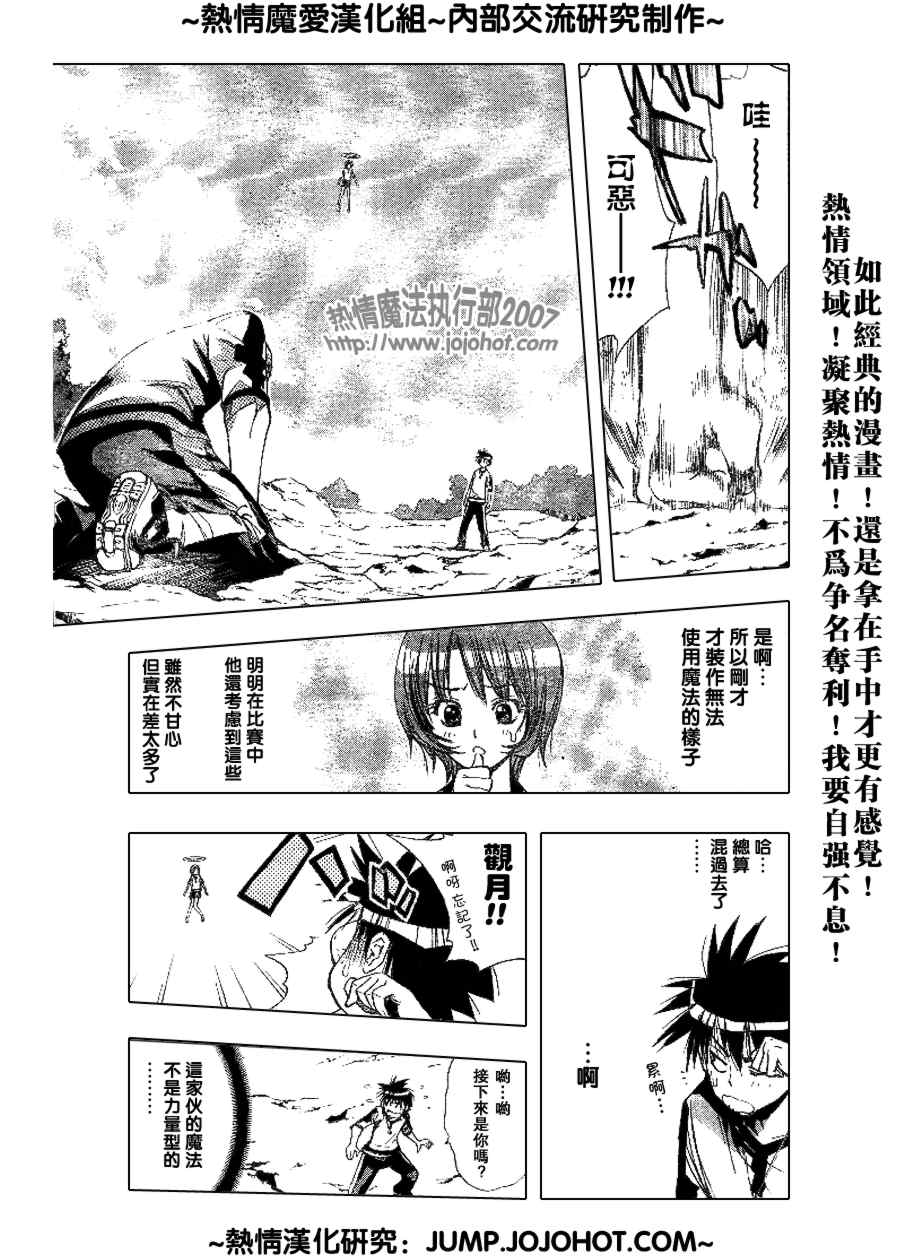 ~熱情魔愛漢化組~內部交流研究制作~
哇~~~
可惡——!!!
熱情魔法执行部2007
http://www.jojohot.com
如此經典的漫畫！還是拿在手中才更有感覺！
熱情領域！凝聚熱情！不爲争名奪利！我要自强不息！
是啊…
所以剛才
才裝作無法
使用魔法的樣子
明明在比賽中
他還考慮到這些
雖然不甘心
但實在差太多了
哈…
總算
混過去了
……
…啊
累啊…
觀月!!
啊呀忘記了!!
喲…喲
接下來是你嗎?
這家伙的魔法
不是力量型的
………
~熱情漢化研究：JUMP.JOJOHOT.COM~